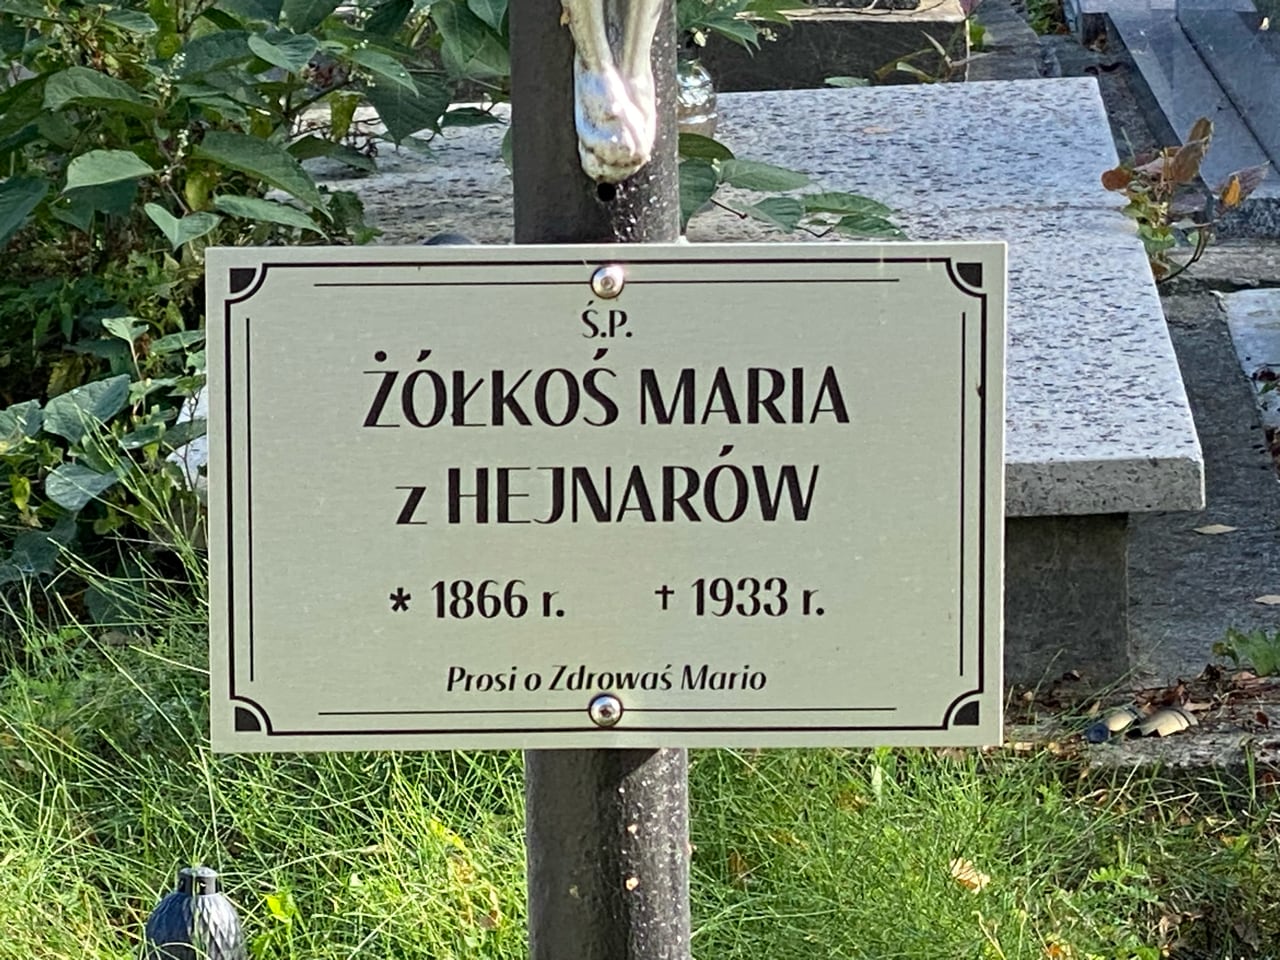 Ś.P.
ŻÓŁKOŚ MARIA
z HEJNARÓW
* 1866 r. † 1933 r.
Prosi o Zdrowaś Mario